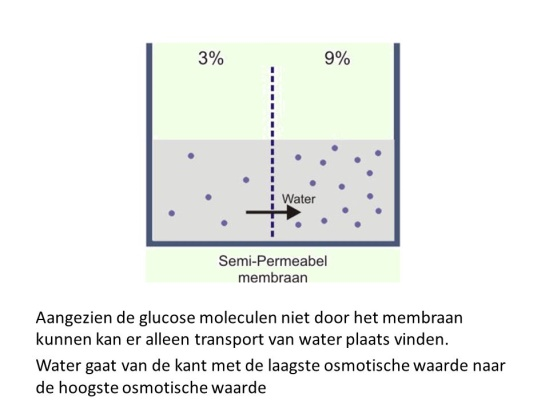 3%
9%
Water
Semi-Permeabel
membraan
Aangezien de glucose moleculen niet door het membraan
kunnen kan er alleen transport van water plaats vinden.
Water gaat van de kant met de laagste osmotische waarde naar
de hoogste osmotische waarde